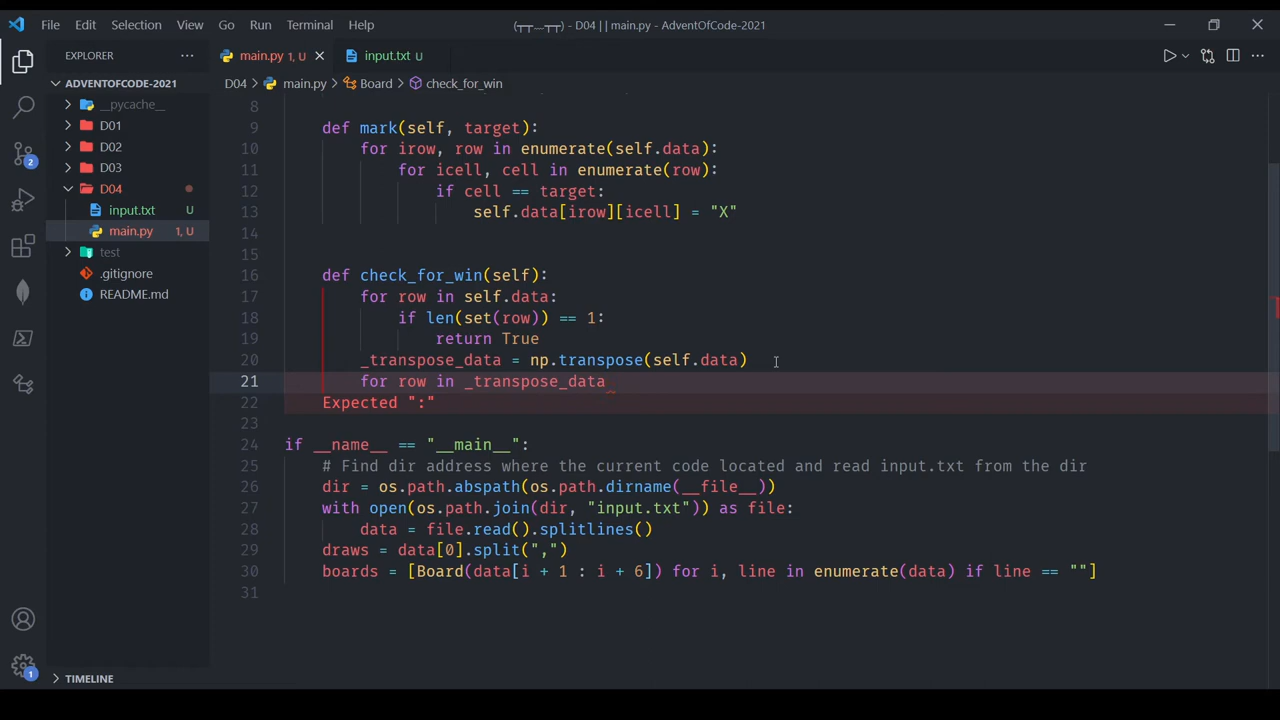 File Edit Selection View Go Run Terminal Help (┬┬﹏┬┬) - D04 | | main.py - AdventOfCode-2021
EXPLORER ··· main.py 1, U input.txt U
ADVENTOFCODE-2021
D04 > main.py > Board > check_for_win
__pycache__
D01
D02
D03
D04
input.txt U
main.py 1, U
test
.gitignore
README.md
TIMELINE
2
1
8
9 def mark(self, target):
10 for irow, row in enumerate(self.data):
11 for icell, cell in enumerate(row):
12 if cell == target:
13 self.data[irow][icell] = "X"
14
15
16 def check_for_win(self):
17 for row in self.data:
18 if len(set(row)) == 1:
19 return True
20 _transpose_data = np.transpose(self.data)
21 for row in _transpose_data
22 Expected ":"
23
24 if __name__ == "__main__":
25 # Find dir address where the current code located and read input.txt from the dir
26 dir = os.path.abspath(os.path.dirname(__file__))
27 with open(os.path.join(dir, "input.txt")) as file:
28 data = file.read().splitlines()
29 draws = data[0].split(",")
30 boards = [Board(data[i + 1 : i + 6]) for i, line in enumerate(data) if line == ""]
31